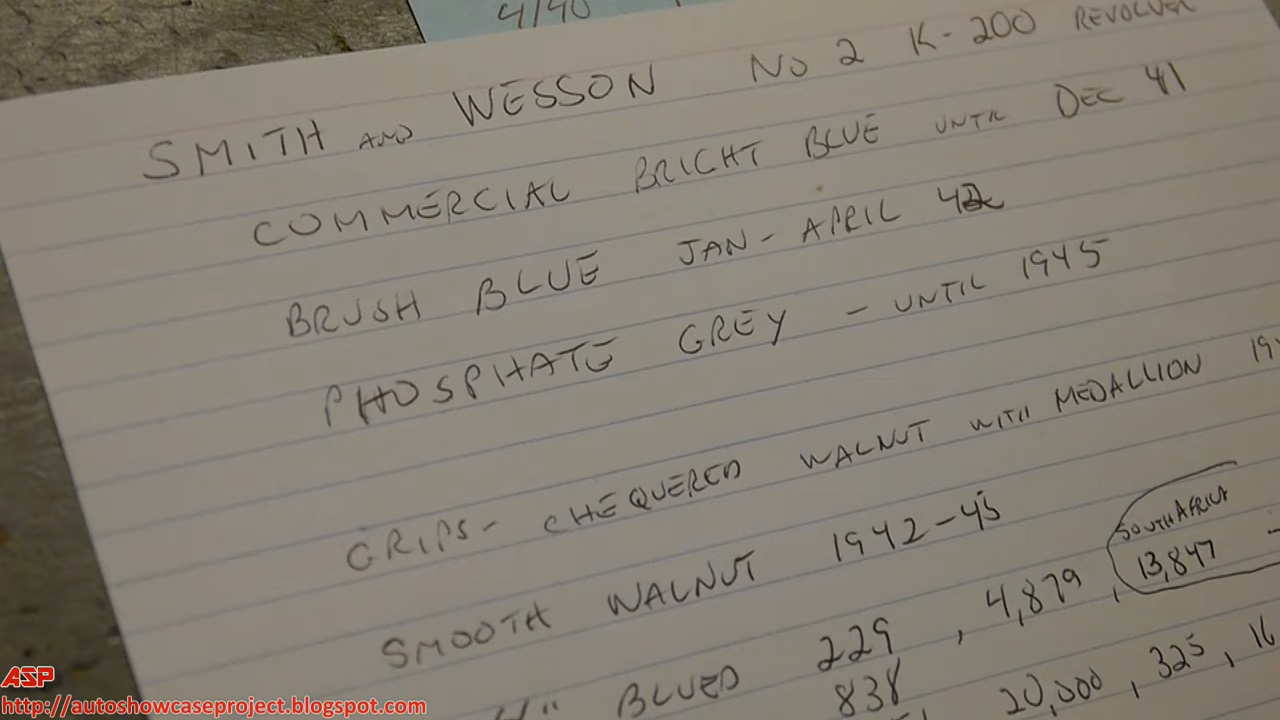 4/40
SMITH AND WESSON No 2 K-200 REVOLVER
COMMERCIAL BRIGHT BLUE UNTIL DEC 41
BRUSH BLUE JAN - APRIL 42
PHOSPHATE GREY - UNTIL 1945
GRIPS - CHEQUERED WALNUT WITH MEDALLION
SMOOTH WALNUT 1942-45
SOUTH AFRICA
4" BLUED 229, 4,879, 13,847 -
838 20,000, 325, 16
ASP
http://autoshowcaseproject.blogspot.com